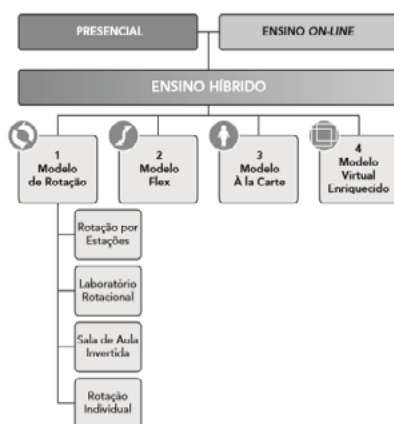 PRESENCIAL
ENSINO ON-LINE
ENSINO HÍBRIDO
1
Modelo
de Rotação
2
Modelo
Flex
3
Modelo
À la Carte
4
Modelo
Virtual
Enriquecido
Rotação por
Estações
Laboratório
Rotacional
Sala de Aula
Invertida
Rotação
Individual